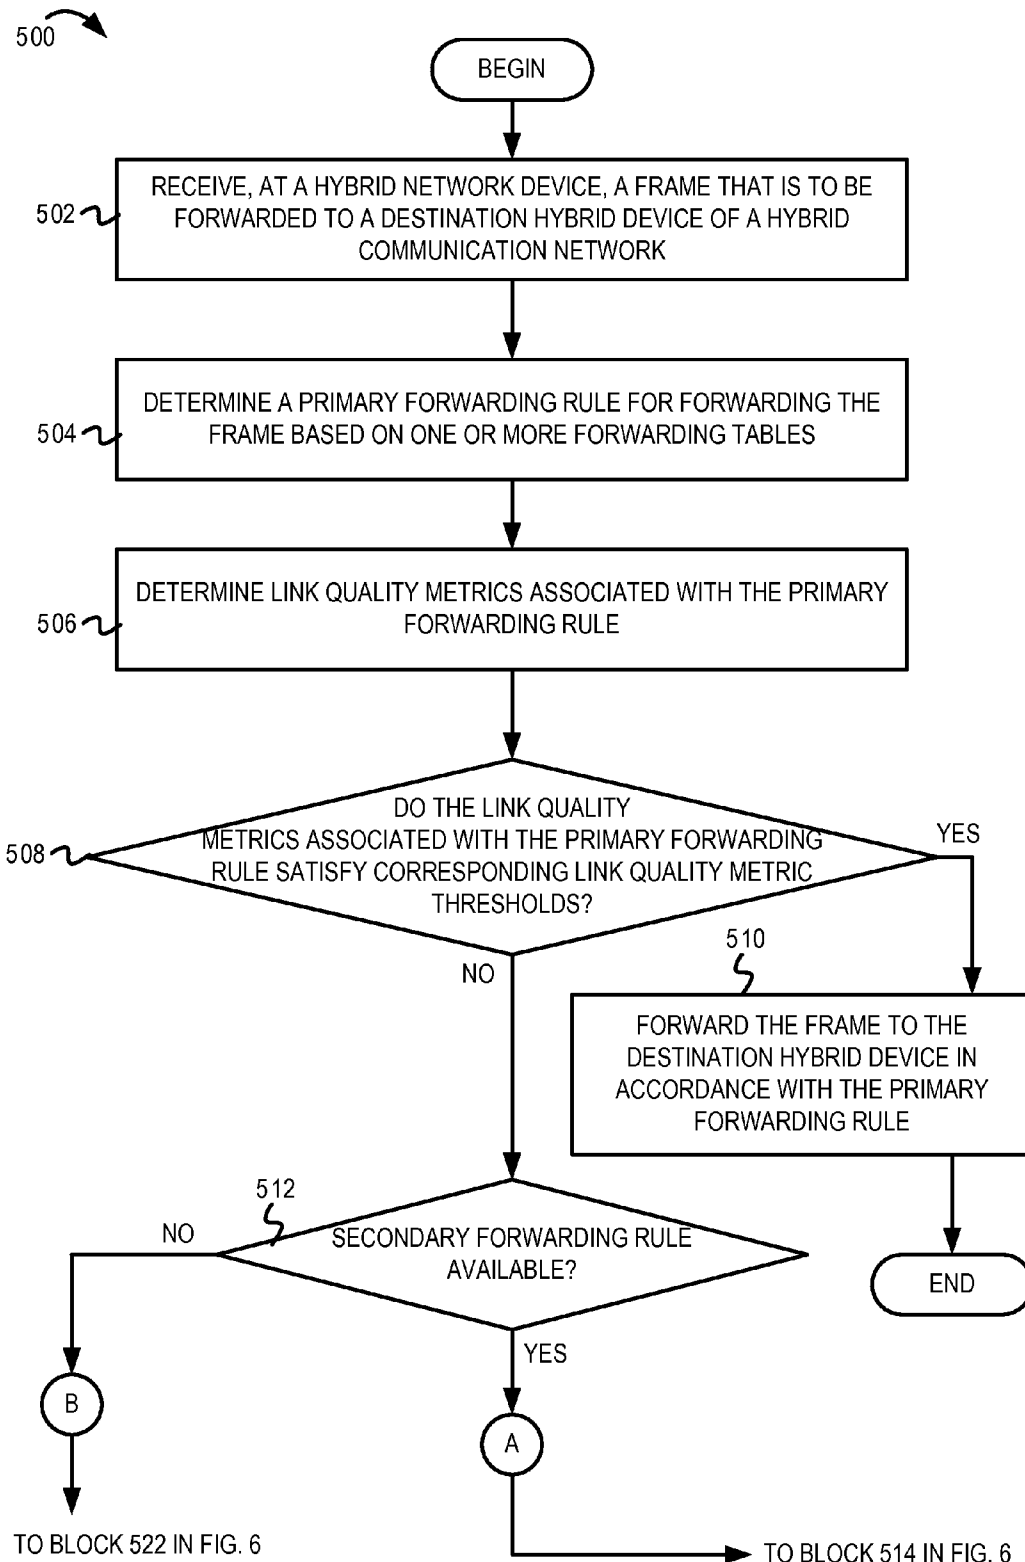 500
BEGIN
502
RECEIVE, AT A HYBRID NETWORK DEVICE, A FRAME THAT IS TO BE
FORWARDED TO A DESTINATION HYBRID DEVICE OF A HYBRID
COMMUNICATION NETWORK
504
DETERMINE A PRIMARY FORWARDING RULE FOR FORWARDING THE
FRAME BASED ON ONE OR MORE FORWARDING TABLES
506
DETERMINE LINK QUALITY METRICS ASSOCIATED WITH THE PRIMARY
FORWARDING RULE
508
DO THE LINK QUALITY
METRICS ASSOCIATED WITH THE PRIMARY FORWARDING
RULE SATISFY CORRESPONDING LINK QUALITY METRIC
THRESHOLDS?
YES
NO
510
FORWARD THE FRAME TO THE
DESTINATION HYBRID DEVICE IN
ACCORDANCE WITH THE PRIMARY
FORWARDING RULE
END
512
SECONDARY FORWARDING RULE
AVAILABLE?
NO
YES
B
A
TO BLOCK 522 IN FIG. 6
TO BLOCK 514 IN FIG. 6